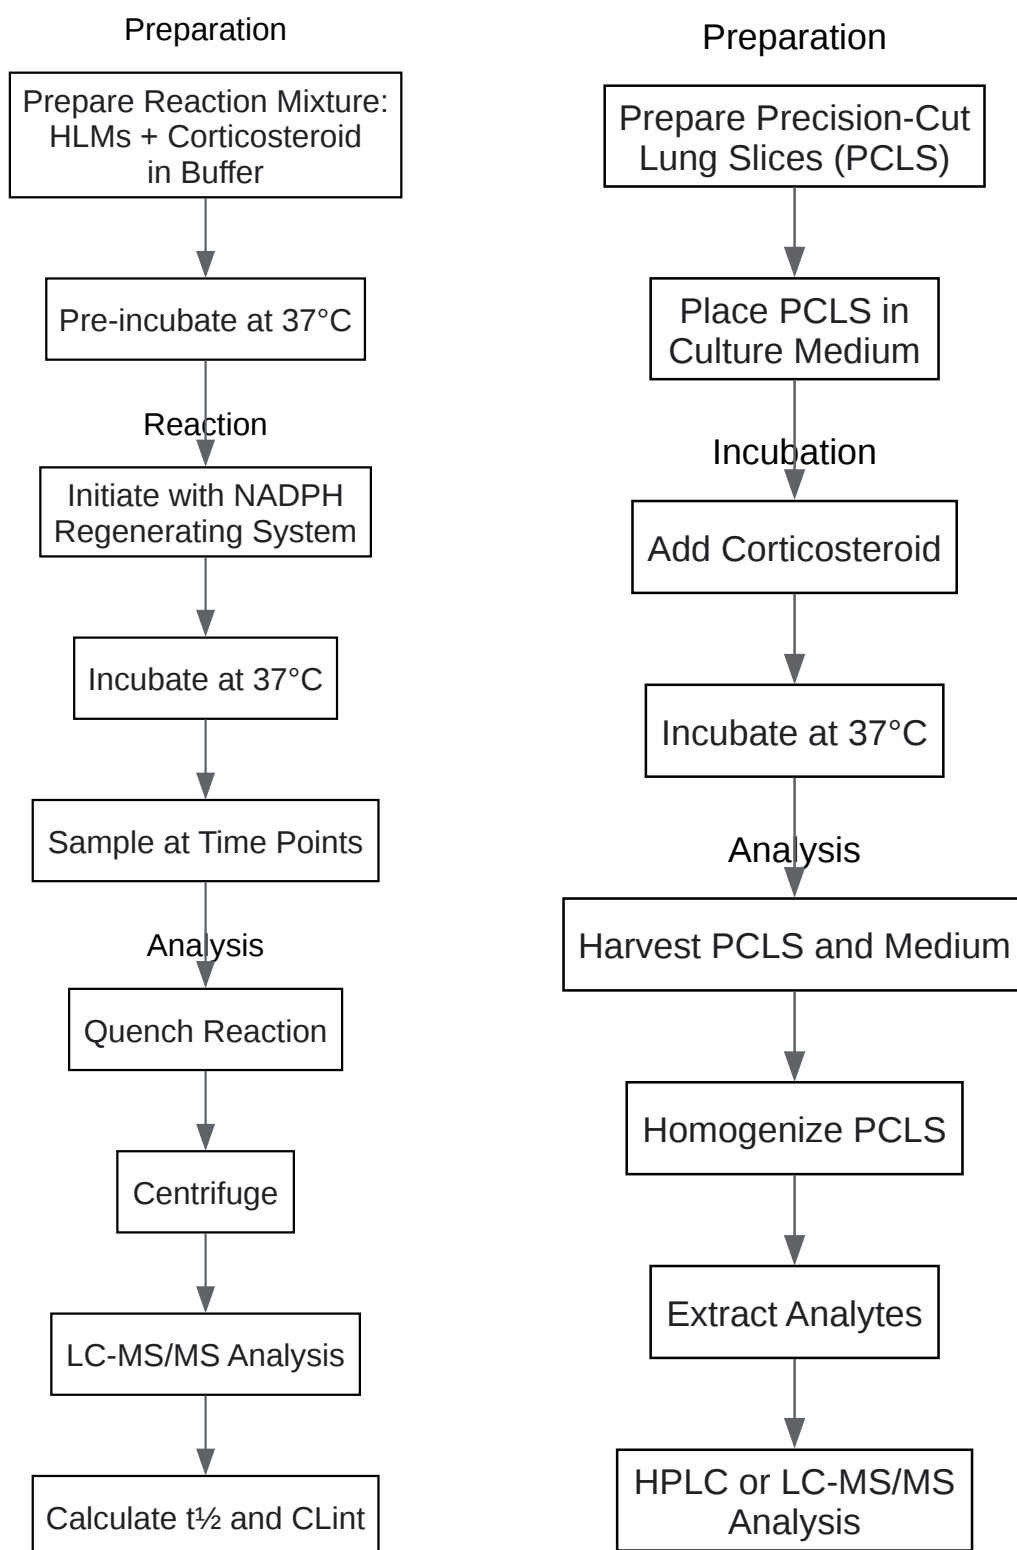 Preparation
Prepare Reaction Mixture:
HLMs + Corticosteroid
in Buffer
Pre-incubate at 37°C
Reaction
Initiate with NADPH
Regenerating System
Incubate at 37°C
Sample at Time Points
Analysis
Quench Reaction
Centrifuge
LC-MS/MS Analysis
Calculate t½ and CLint
Preparation
Prepare Precision-Cut
Lung Slices (PCLS)
Place PCLS in
Culture Medium
Incubation
Add Corticosteroid
Incubate at 37°C
Analysis
Harvest PCLS and Medium
Homogenize PCLS
Extract Analytes
HPLC or LC-MS/MS
Analysis